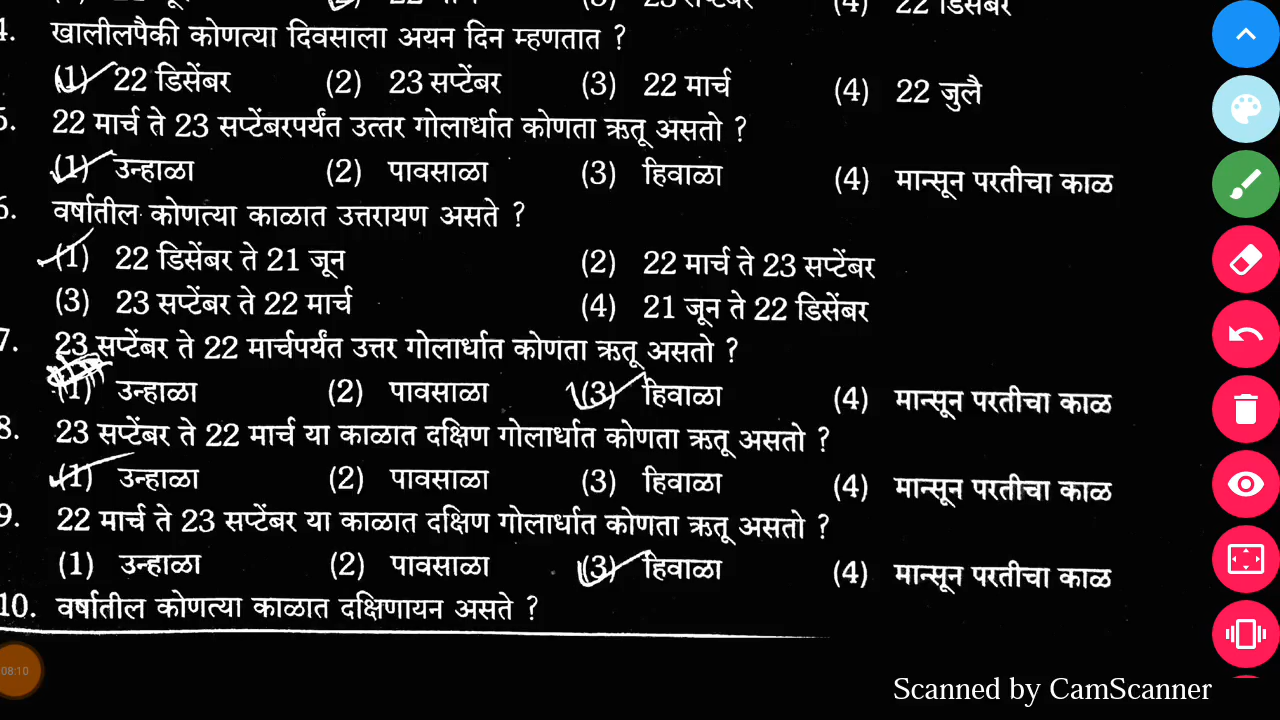 22 डिसेंबर
4. खालीलपैकी कोणत्या दिवसाला अयन दिन म्हणतात ?
(1) 22 डिसेंबर (2) 23 सप्टेंबर (3) 22 मार्च (4) 22 जुलै
5. 22 मार्च ते 23 सप्टेंबरपर्यंत उत्तर गोलार्धात कोणता ऋतू असतो ?
(1) उन्हाळा (2) पावसाळा (3) हिवाळा (4) मान्सून परतीचा काळ
6. वर्षातील कोणत्या काळात उत्तरायण असते ?
(1) 22 डिसेंबर ते 21 जून (2) 22 मार्च ते 23 सप्टेंबर
(3) 23 सप्टेंबर ते 22 मार्च (4) 21 जून ते 22 डिसेंबर
7. 23 सप्टेंबर ते 22 मार्चपर्यंत उत्तर गोलार्धात कोणता ऋतू असतो ?
(1) उन्हाळा (2) पावसाळा (3) हिवाळा (4) मान्सून परतीचा काळ
8. 23 सप्टेंबर ते 22 मार्च या काळात दक्षिण गोलार्धात कोणता ऋतू असतो ?
(1) उन्हाळा (2) पावसाळा (3) हिवाळा (4) मान्सून परतीचा काळ
9. 22 मार्च ते 23 सप्टेंबर या काळात दक्षिण गोलार्धात कोणता ऋतू असतो ?
(1) उन्हाळा (2) पावसाळा (3) हिवाळा (4) मान्सून परतीचा काळ
10. वर्षातील कोणत्या काळात दक्षिणायन असते ?
08:10
Scanned by CamScanner